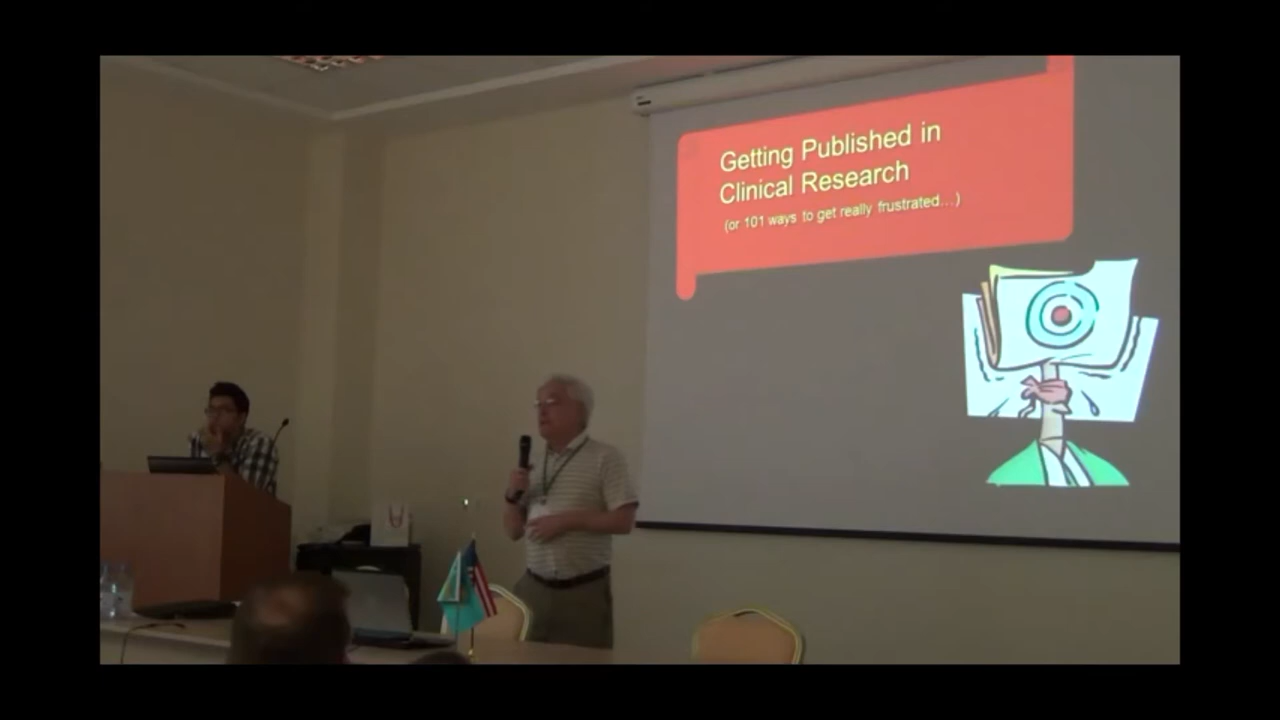 Getting Published in
Clinical Research
(or 101 ways to get really frustrated...)